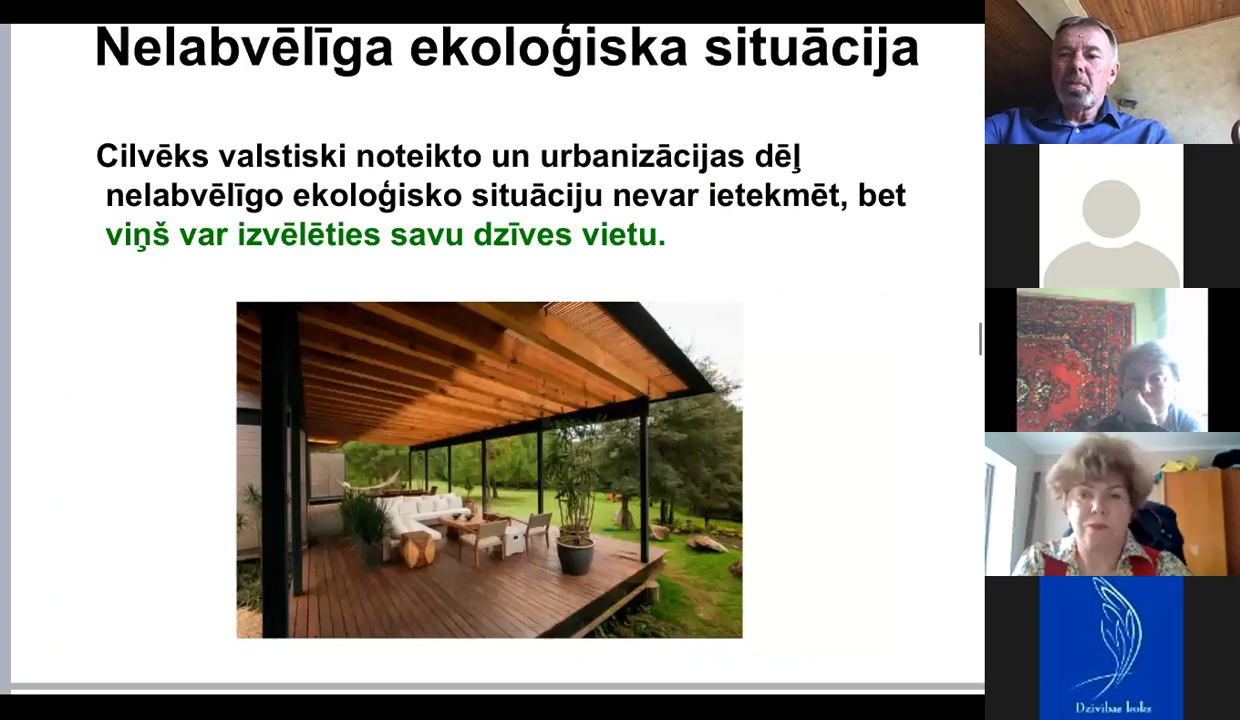 Nelabvēlīga ekoloģiska situācija
Cilvēks valstiski noteikto un urbanizācijas dēļ
nelabvēlīgo ekoloģisko situāciju nevar ietekmēt, bet
viņš var izvēlēties savu dzīves vietu.
Dzīvības koks